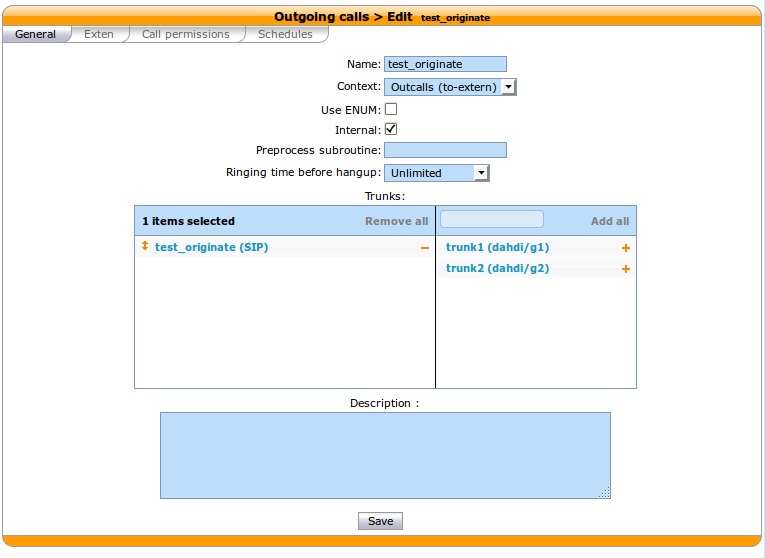 Outgoing calls > Edit test_originate
General Exten Call permissions Schedules
Name: test_originate
Context: Outcalls (to-extern)
Use ENUM:
Internal:
Preprocess subroutine:
Ringing time before hangup: Unlimited
Trunks:
1 items selected Remove all Add all
test_originate (SIP) trunk1 (dahdi/g1)
trunk2 (dahdi/g2)
Description :
Save